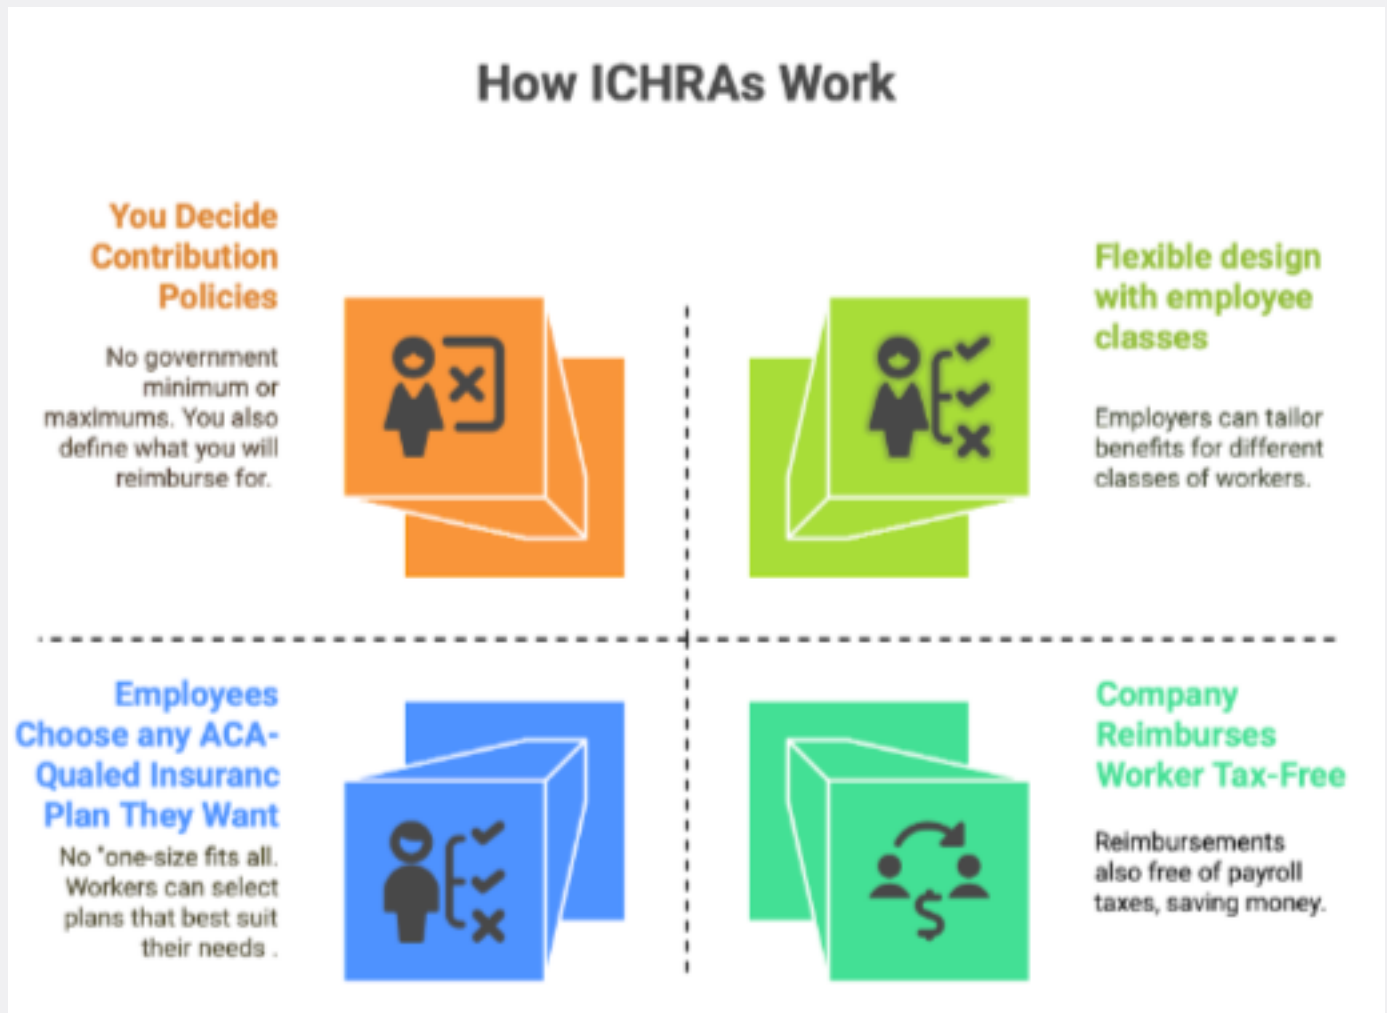 How ICHRAs Work
You Decide
Contribution
Policies
No government
minimum or
maximums. You also
define what you will
reimburse for.
Flexible design
with employee
classes
Employers can tailor
benefits for different
classes of workers.
Employees
Choose any ACA-
Qualed Insuranc
Plan They Want
No "one-size fits all.
Workers can select
plans that best suit
their needs .
Company
Reimburses
Worker Tax-Free
Reimbursements
also free of payroll
taxes, saving money.